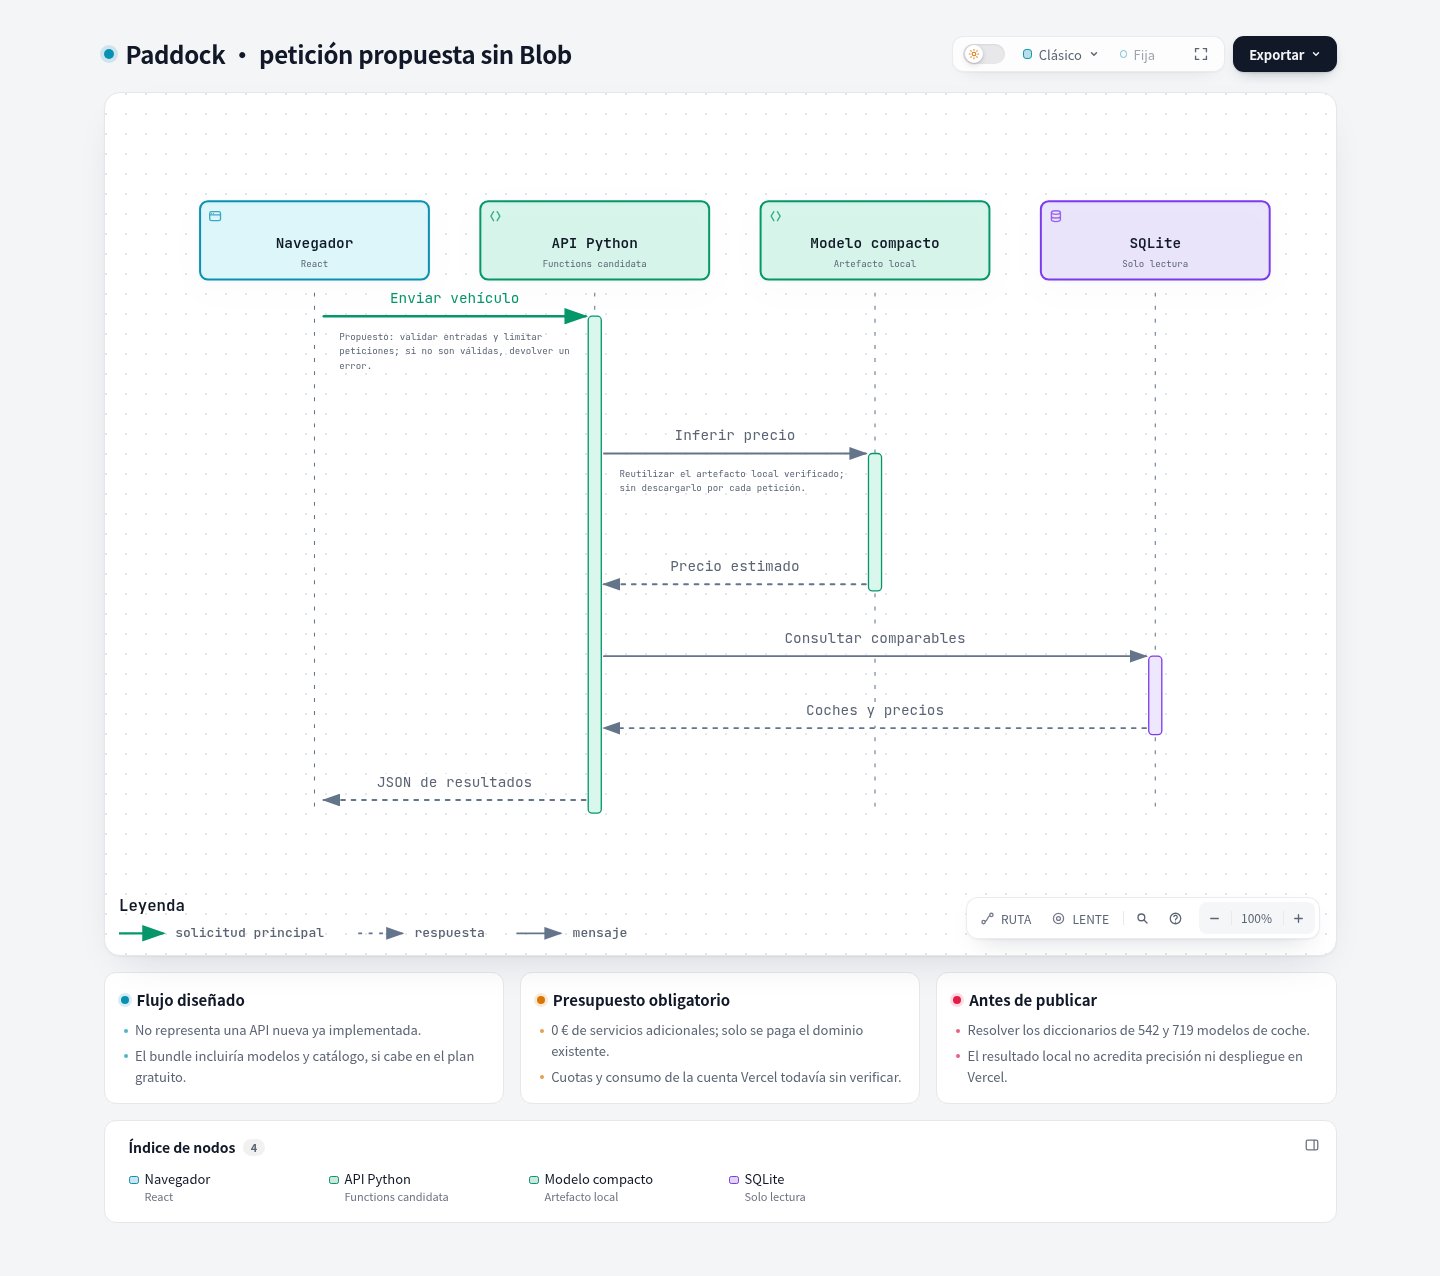 Paddock • petición propuesta sin Blob
Clásico
Fija
Exportar
Navegador
React
API Python
Functions candidata
Modelo compacto
Artefacto local
SQLite
Solo lectura
Enviar vehículo
Propuesto: validar entradas y limitar
peticiones; si no son válidas, devolver un
error.
Inferir precio
Reutilizar el artefacto local verificado;
sin descargarlo por cada petición.
Precio estimado
Consultar comparables
Coches y precios
JSON de resultados
Leyenda
solicitud principal
respuesta
mensaje
RUTA
LENTE
100%
Flujo diseñado
No representa una API nueva ya implementada.
El bundle incluiría modelos y catálogo, si cabe en el plan
gratuito.
Presupuesto obligatorio
0 € de servicios adicionales; solo se paga el dominio
existente.
Cuotas y consumo de la cuenta Vercel todavía sin verificar.
Antes de publicar
Resolver los diccionarios de 542 y 719 modelos de coche.
El resultado local no acredita precisión ni despliegue en
Vercel.
Índice de nodos 4
Navegador
React
API Python
Functions candidata
Modelo compacto
Artefacto local
SQLite
Solo lectura